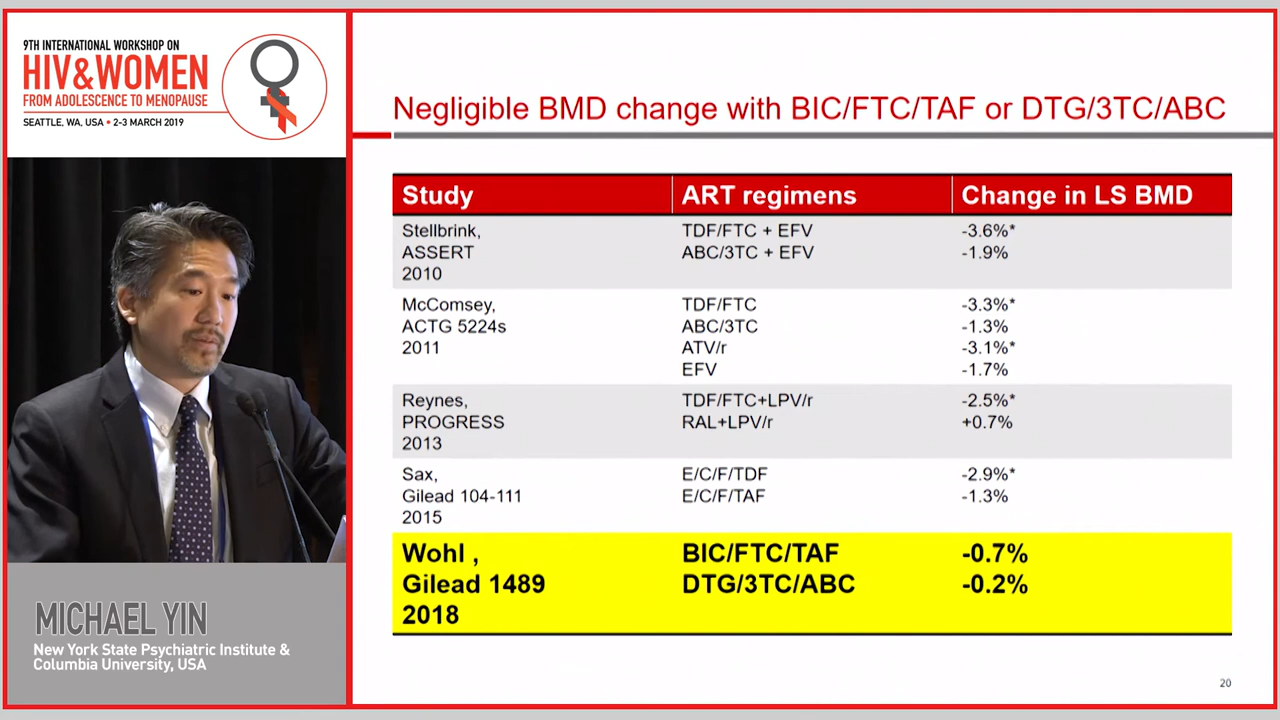 9TH INTERNATIONAL WORKSHOP ON
HIV&WOMEN
FROM ADOLESCENCE TO MENOPAUSE
SEATTLE, WA, USA • 2-3 MARCH 2019
MICHAEL YIN
New York State Psychiatric Institute &
Columbia University, USA
Negligible BMD change with BIC/FTC/TAF or DTG/3TC/ABC
Study ART regimens Change in LS BMD
Stellbrink, TDF/FTC + EFV -3.6%*
ASSERT ABC/3TC + EFV -1.9%
2010
McComsey, TDF/FTC -3.3%*
ACTG 5224s ABC/3TC -1.3%
2011 ATV/r -3.1%*
EFV -1.7%
Reynes, TDF/FTC+LPV/r -2.5%*
PROGRESS RAL+LPV/r +0.7%
2013
Sax, E/C/F/TDF -2.9%*
Gilead 104-111 E/C/F/TAF -1.3%
2015
Wohl , BIC/FTC/TAF -0.7%
Gilead 1489 DTG/3TC/ABC -0.2%
2018
20